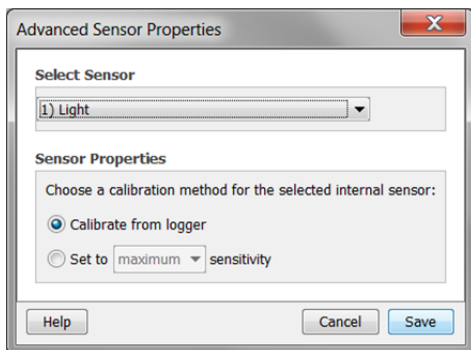 Advanced Sensor Properties
Select Sensor
1) Light
Sensor Properties
Choose a calibration method for the selected internal sensor:
Calibrate from logger
Set to maximum sensitivity
Help Cancel Save